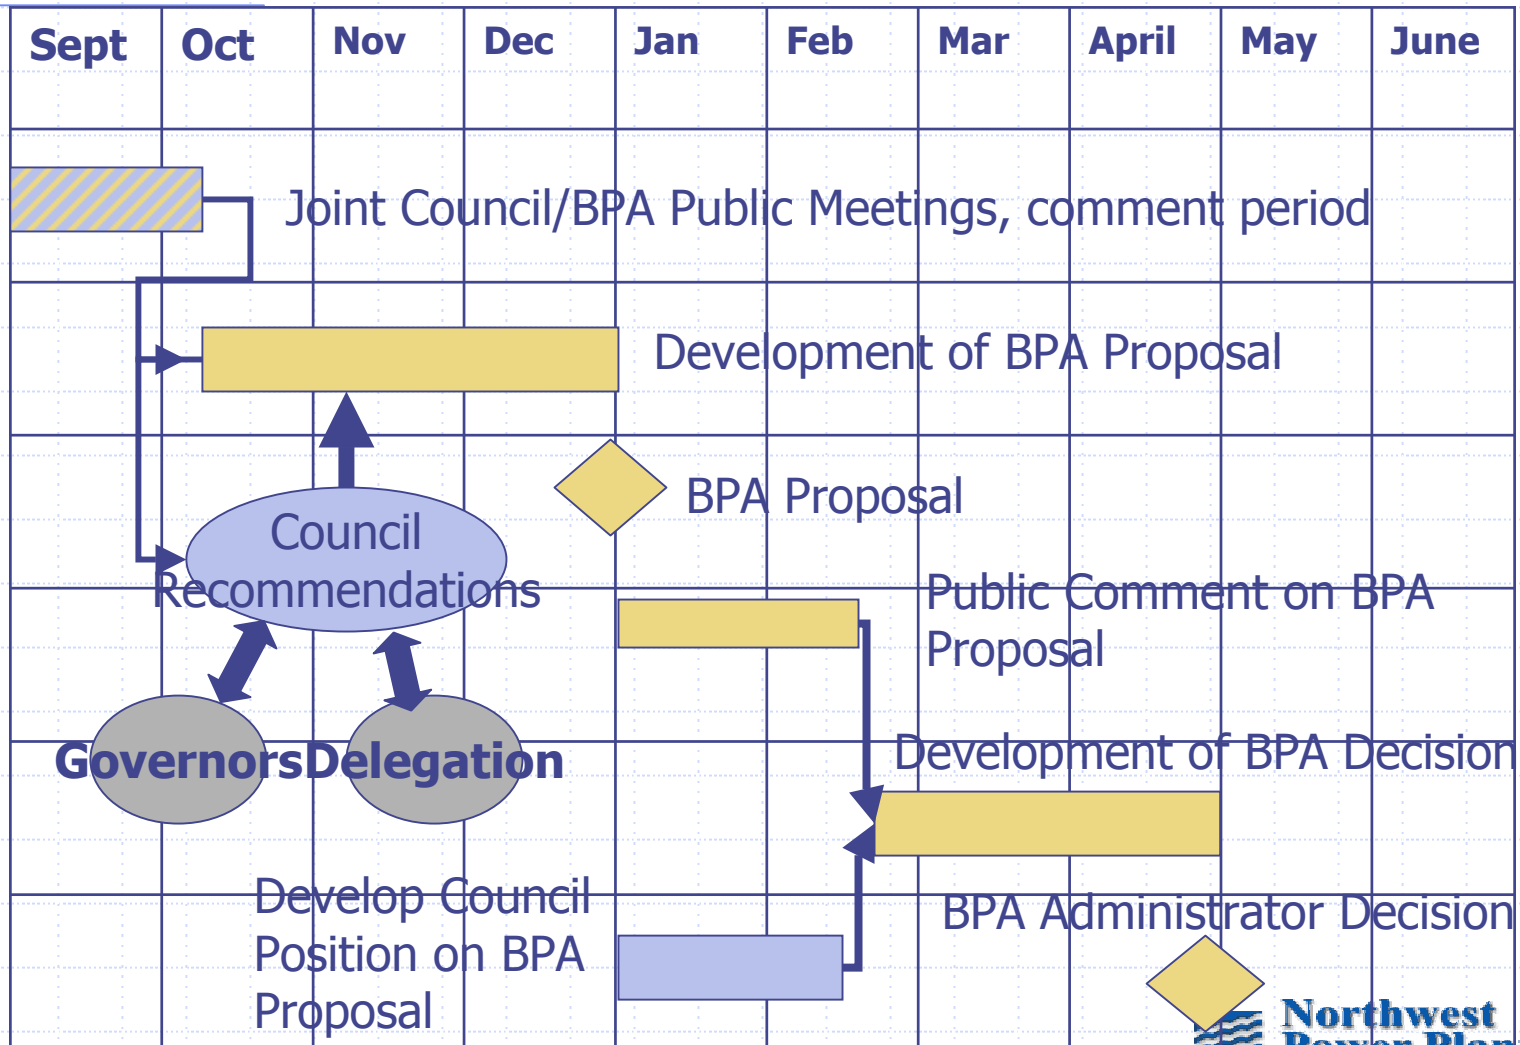 Sept Oct Nov Dec Jan Feb Mar April May June
Joint Council/BPA Public Meetings, comment period
Development of BPA Proposal
BPA Proposal
Council
Recommendations
Public Comment on BPA
Proposal
Governors Delegation
Development of BPA Decision
Develop Council
Position on BPA
Proposal
BPA Administrator Decision
Northwest
Power Plan